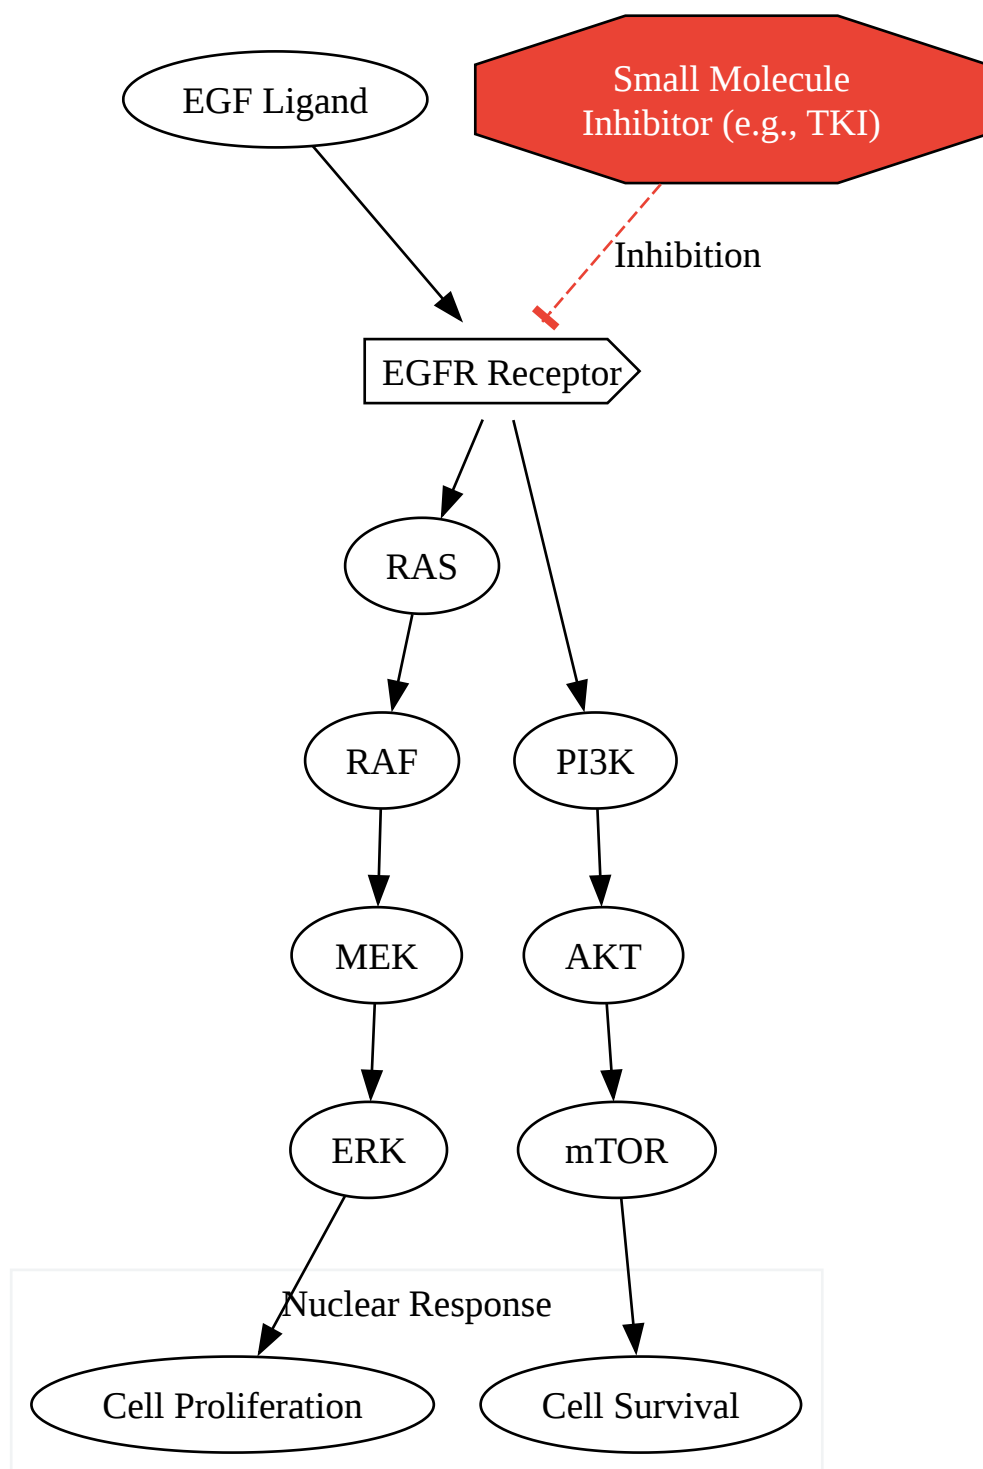 EGF Ligand
Small Molecule
Inhibitor (e.g., TKI)
Inhibition
EGFR Receptor
RAS
RAF
PI3K
MEK
AKT
ERK
mTOR
Nuclear Response
Cell Proliferation
Cell Survival